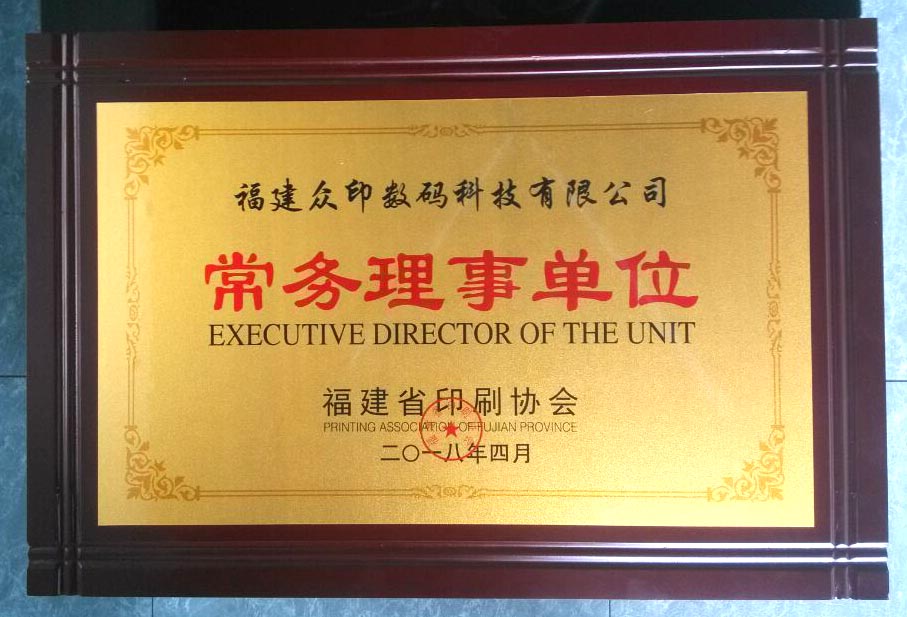 福建众印数码科技有限公司
常务理事单位
EXECUTIVE DIRECTOR OF THE UNIT
福建省印刷协会
PRINTING ASSOCIATION OF FUJIAN PROVINCE
二〇一八年四月